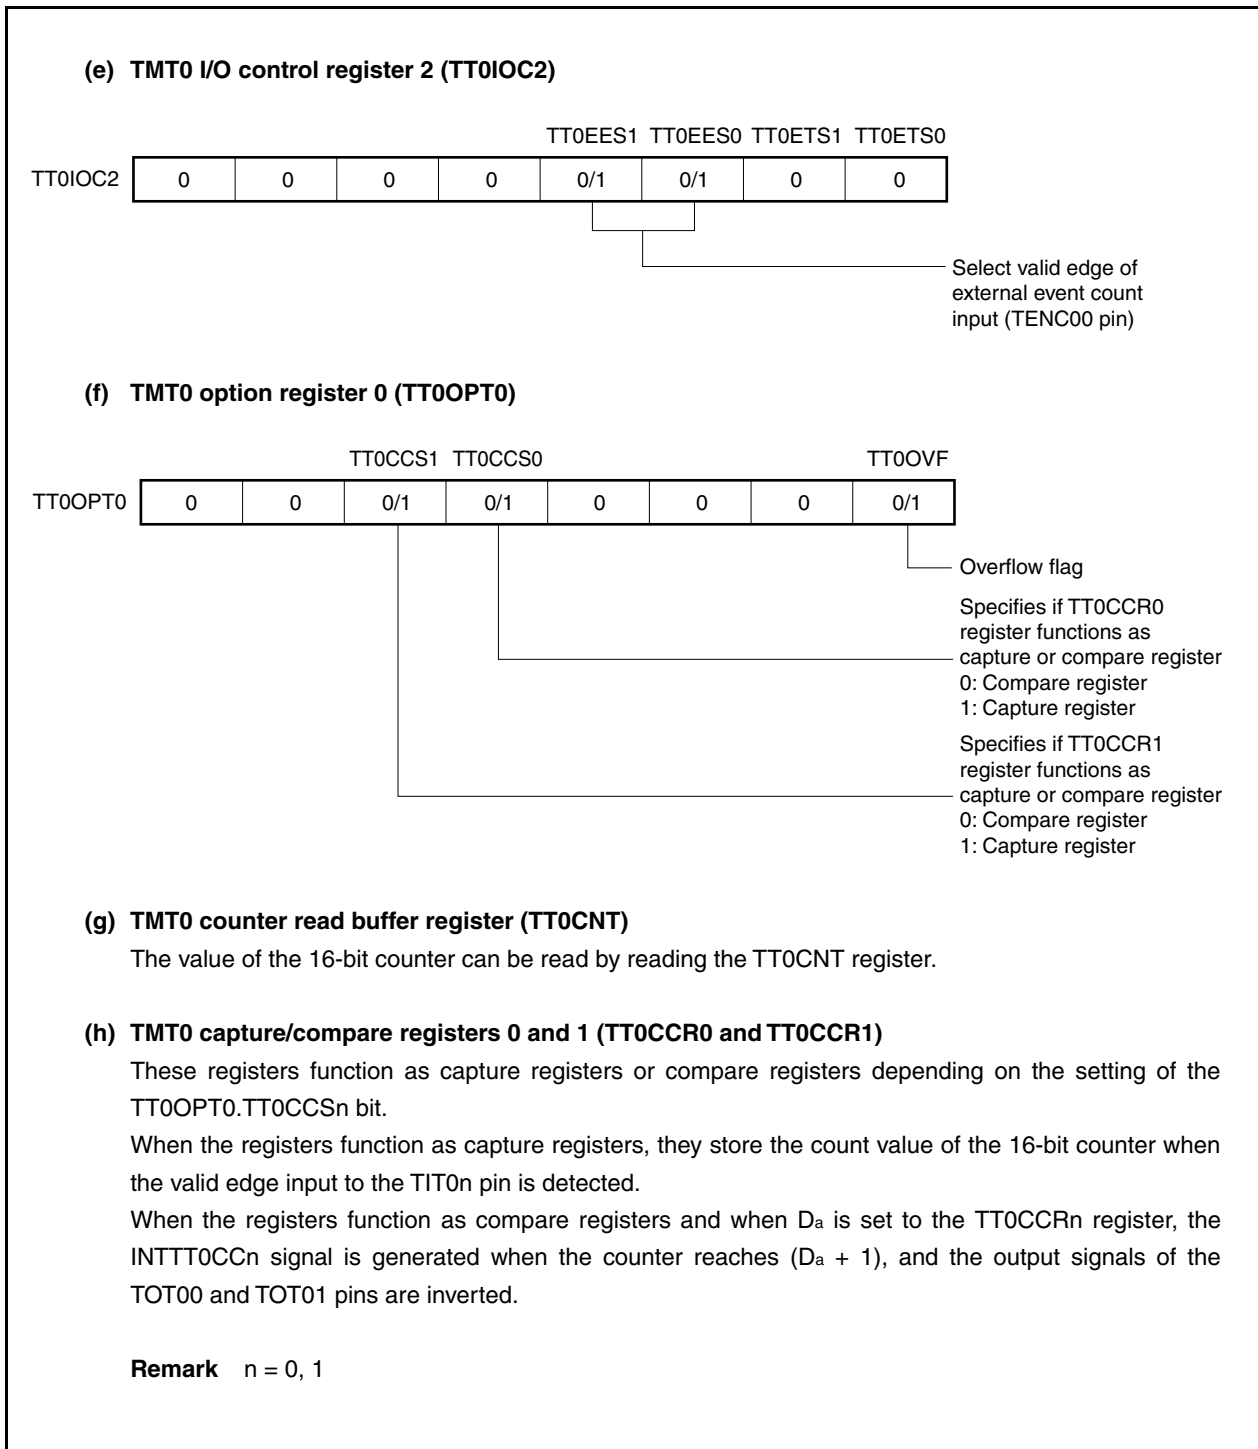 (e) TMT0 I/O control register 2 (TT0IOC2)
TT0EES1 TT0EES0 TT0ETS1 TT0ETS0
TT0IOC2 0 0 0 0 0/1 0/1 0 0
Select valid edge of
external event count
input (TENC00 pin)
(f) TMT0 option register 0 (TT0OPT0)
TT0CCS1 TT0CCS0 TT0OVF
TT0OPT0 0 0 0/1 0/1 0 0 0 0/1
Overflow flag
Specifies if TT0CCR0
register functions as
capture or compare register
0: Compare register
1: Capture register
Specifies if TT0CCR1
register functions as
capture or compare register
0: Compare register
1: Capture register
(g) TMT0 counter read buffer register (TT0CNT)
The value of the 16-bit counter can be read by reading the TT0CNT register.
(h) TMT0 capture/compare registers 0 and 1 (TT0CCR0 and TT0CCR1)
These registers function as capture registers or compare registers depending on the setting of the
TT0OPT0.TT0CCSn bit.
When the registers function as capture registers, they store the count value of the 16-bit counter when
the valid edge input to the TIT0n pin is detected.
When the registers function as compare registers and when Da is set to the TT0CCRn register, the
INTTT0CCn signal is generated when the counter reaches (Da + 1), and the output signals of the
TOT00 and TOT01 pins are inverted.
Remark n = 0, 1